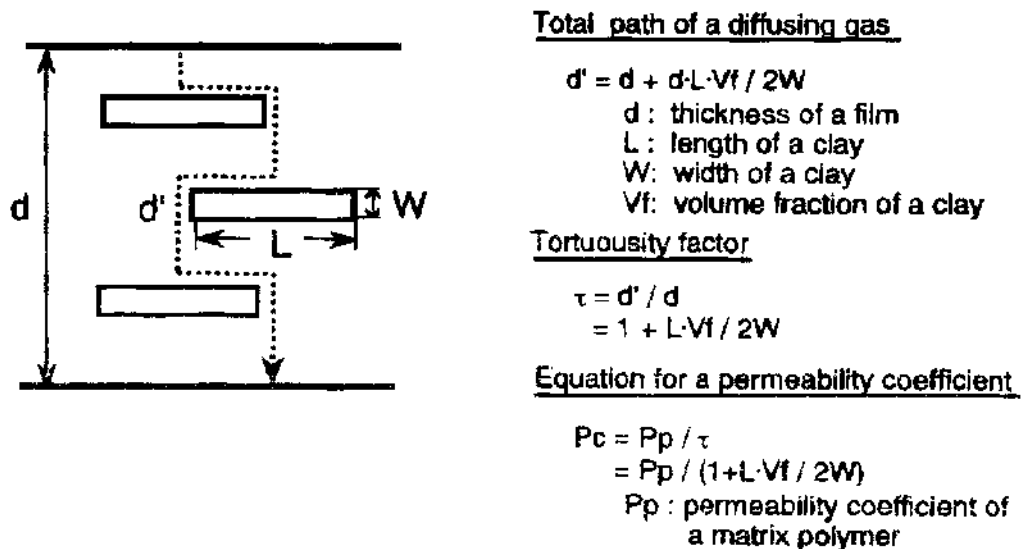 d
d'
W
L
Total path of a diffusing gas
d' = d + d·L·Vf / 2W
d : thickness of a film
L : length of a clay
W: width of a clay
Vf: volume fraction of a clay
Tortuousity factor
τ = d' / d
= 1 + L·Vf / 2W
Equation for a permeability coefficient
Pc = Pp / τ
= Pp / (1+L·Vf / 2W)
Pp : permeability coefficient of
a matrix polymer